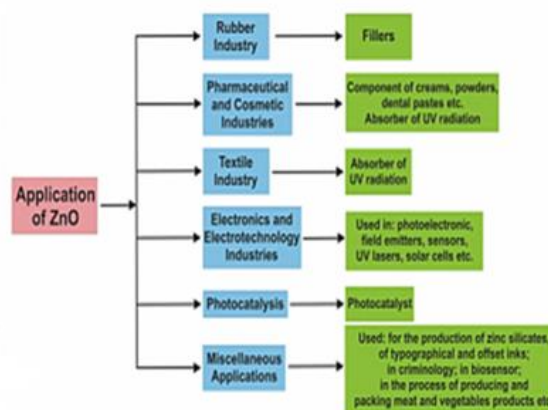 Application
of ZnO
Rubber
Industry
Fillers
Pharmaceutical
and Cosmetic
Industries
Component of creams, powders,
dental pastes etc.
Absorber of UV radiation
Textile
Industry
Absorber of
UV radiation
Electronics and
Electrotechnology
Industries
Used in: photoelectronic,
field emitters, sensors,
UV lasers, solar cells etc.
Photocatalysis
Photocatalyst
Miscellaneous
Applications
Used: for the production of zinc silicates,
of typographical and offset inks;
in criminology; in biosensor;
in the process of producing and
packing meat and vegetables products etc